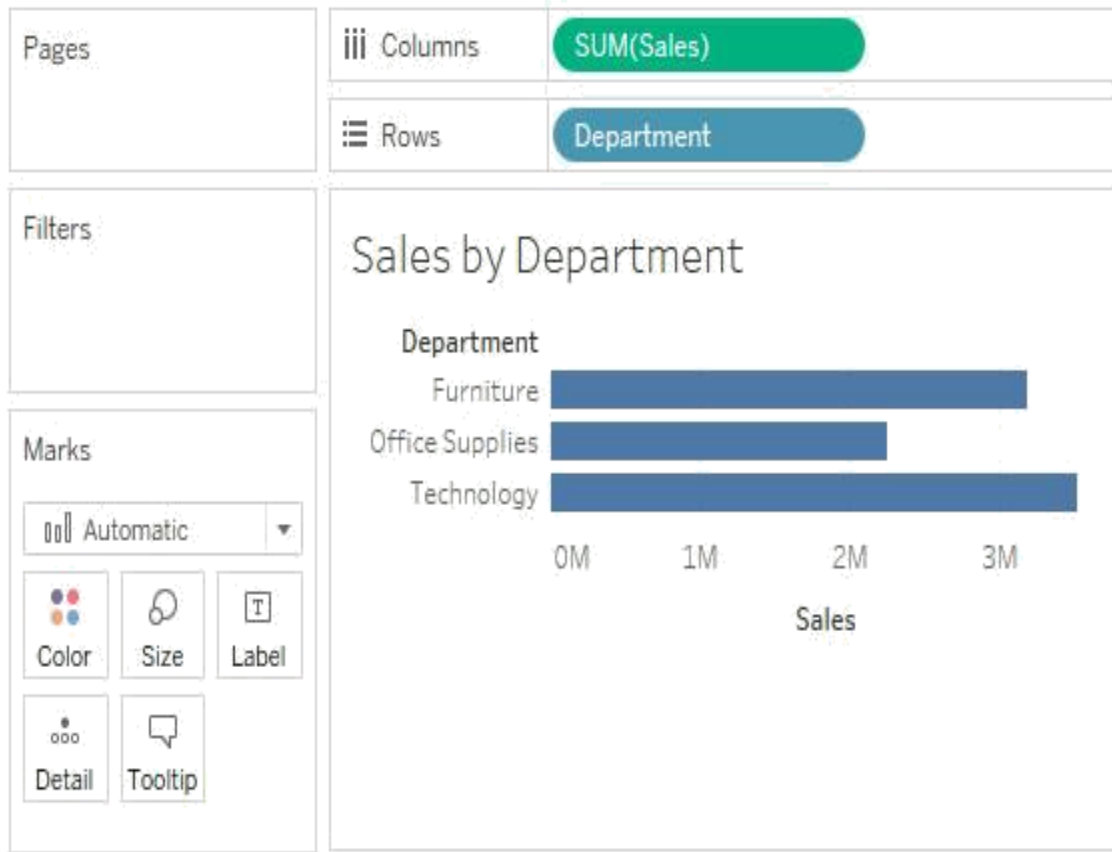 Pages
Columns
SUM(Sales)
Rows
Department
Filters
Marks
Automatic
Color
Size
T
Label
Detail
Tooltip
Sales by Department
Department
Furniture
Office Supplies
Technology
0M 1M 2M 3M
Sales